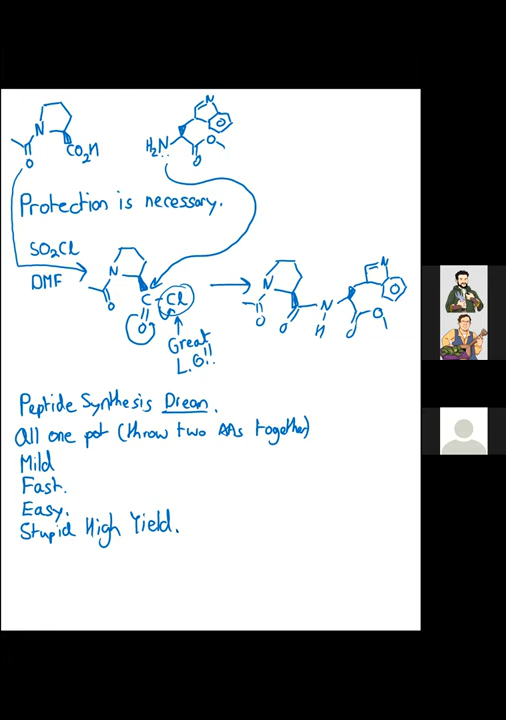 N
O
CO₂H
N
H₂N
O
O
Protection is necessary.
SO₂Cl
DMF
N
O
C
Cl
O
Great
L.G!!
N
O
O
N
H
O
O
N
Peptide Synthesis Dream.
All one pot (throw two AAs together)
Mild
Fast.
Easy.
Stupid High Yield.